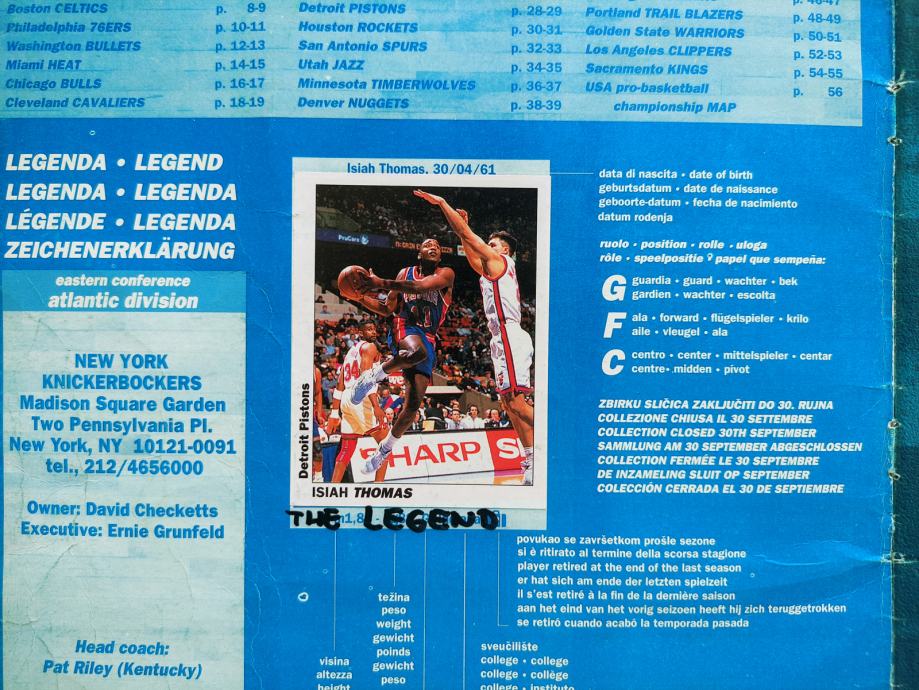 Boston CELTICS p. 8-9
Philadelphia 76ERS p. 10-11
Washington BULLETS p. 12-13
Miami HEAT p. 14-15
Chicago BULLS p. 16-17
Cleveland CAVALIERS p. 18-19
Detroit PISTONS p. 28-29
Houston ROCKETS p. 30-31
San Antonio SPURS p. 32-33
Utah JAZZ p. 34-35
Minnesota TIMBERWOLVES p. 36-37
Denver NUGGETS p. 38-39
p. 46-47
Portland TRAIL BLAZERS p. 48-49
Golden State WARRIORS p. 50-51
Los Angeles CLIPPERS p. 52-53
Sacramento KINGS p. 54-55
USA pro-basketball p. 56
championship MAP
LEGENDA • LEGEND
LEGENDA • LEGENDA
LÉGENDE • LEGENDA
ZEICHENERKLÄRUNG
eastern conference
atlantic division
NEW YORK
KNICKERBOCKERS
Madison Square Garden
Two Pennsylvania Pl.
New York, NY 10121-0091
tel., 212/4656000
Owner: David Checketts
Executive: Ernie Grunfeld
Head coach:
Pat Riley (Kentucky)
Isiah Thomas. 30/04/61
ProCare
34
11
SHARP S
Detroit Pistons
ISIAH THOMAS
THE LEGEND
data di nascita • date of birth
geburtsdatum • date de naissance
geboorte-datum • fecha de nacimiento
datum rodenja
ruolo • position • rolle • uloga
rôle • speelpositie • papel que sempeña:
G guardia • guard • wachter • bek
gardien • wachter • escolta
F ala • forward • flügelspieler • krilo
aile • vleugel • ala
C centro • center • mittelspieler • centar
centre • midden • pivot
ZBIRKU SLIČICA ZAKLJUČITI DO 30. RUJNA
COLLEZIONE CHIUSA IL 30 SETTEMBRE
COLLECTION CLOSED 30TH SEPTEMBER
SAMMLUNG AM 30 SEPTEMBER ABGESCHLOSSEN
COLLECTION FERMÉE LE 30 SEPTEMBRE
DE INZAMELING SLUIT OP SEPTEMBER
COLECCIÓN CERRADA EL 30 DE SEPTIEMBRE
povukao se završetkom prošle sezone
si è ritirato al termine della scorsa stagione
player retired at the end of the last season
er hat sich am ende der letzten spielzeit
il s'est retiré à la fin de la dernière saison
aan het eind van het vorig seizoen heeft hij zich teruggetrokken
se retiró cuando acabó la temporada pasada
težina
peso
weight
gewicht
poinds
gewicht
peso
visina
altezza
height
sveučilište
college • college
college • collège
college • instituto